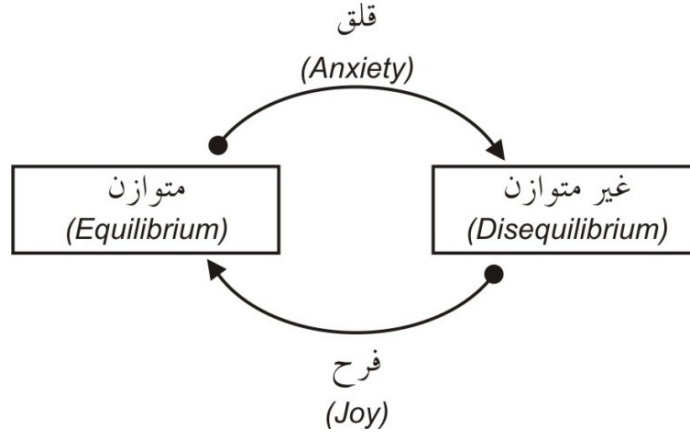 قلق
(Anxiety)
متوازن
(Equilibrium)
غير متوازن
(Disequilibrium)
فرح
(Joy)